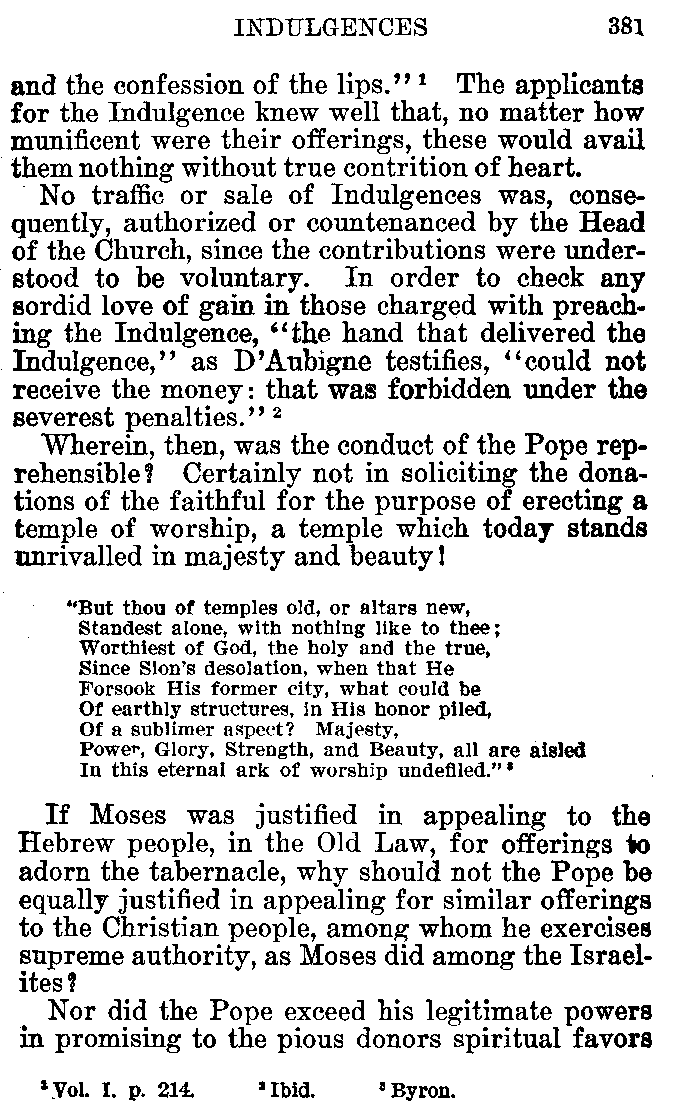 INDULGENCES 381
and the confession of the lips." ¹ The applicants
for the Indulgence knew well that, no matter how
munificent were their offerings, these would avail
them nothing without true contrition of heart.
No traffic or sale of Indulgences was, conse-
quently, authorized or countenanced by the Head
of the Church, since the contributions were under-
stood to be voluntary. In order to check any
sordid love of gain in those charged with preach-
ing the Indulgence, "the hand that delivered the
Indulgence," as D'Aubigne testifies, "could not
receive the money: that was forbidden under the
severest penalties." ²
Wherein, then, was the conduct of the Pope rep-
rehensible? Certainly not in soliciting the dona-
tions of the faithful for the purpose of erecting a
temple of worship, a temple which today stands
unrivalled in majesty and beauty!
"But thou of temples old, or altars new,
Standest alone, with nothing like to thee;
Worthiest of God, the holy and the true,
Since Sion's desolation, when that He
Forsook His former city, what could be
Of earthly structures, in His honor piled,
Of a sublimer aspect? Majesty,
Power, Glory, Strength, and Beauty, all are aisled
In this eternal ark of worship undefiled." ³
If Moses was justified in appealing to the
Hebrew people, in the Old Law, for offerings to
adorn the tabernacle, why should not the Pope be
equally justified in appealing for similar offerings
to the Christian people, among whom he exercises
supreme authority, as Moses did among the Israel-
ites?
Nor did the Pope exceed his legitimate powers
in promising to the pious donors spiritual favors
¹ Vol. I. p. 214. ² Ibid. ³ Byron.